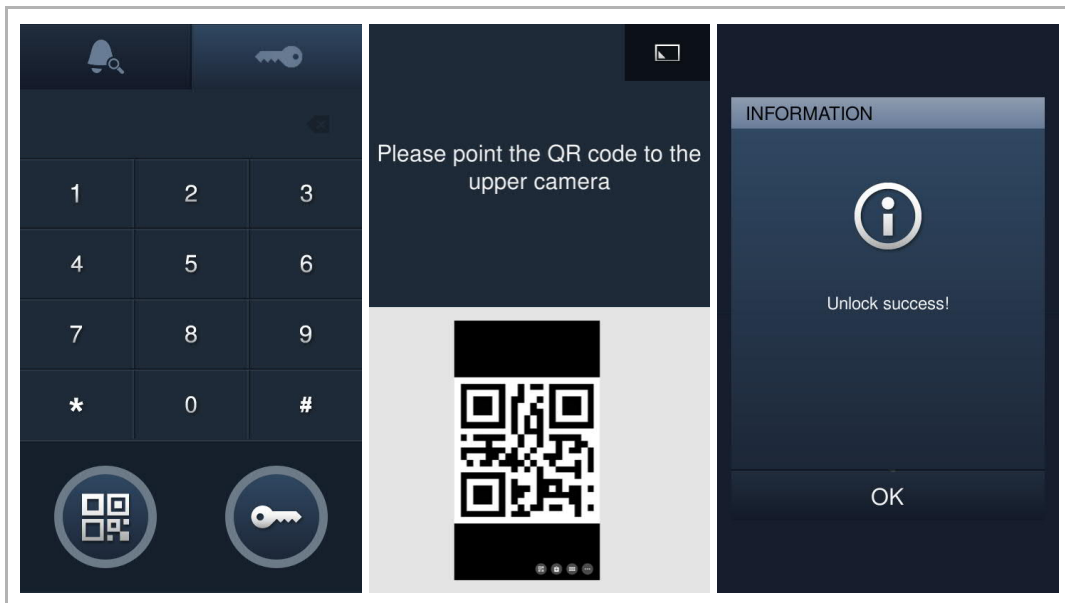 1 2 3
4 5 6
7 8 9
* 0 #
Please point the QR code to the
upper camera
INFORMATION
Unlock success!
OK